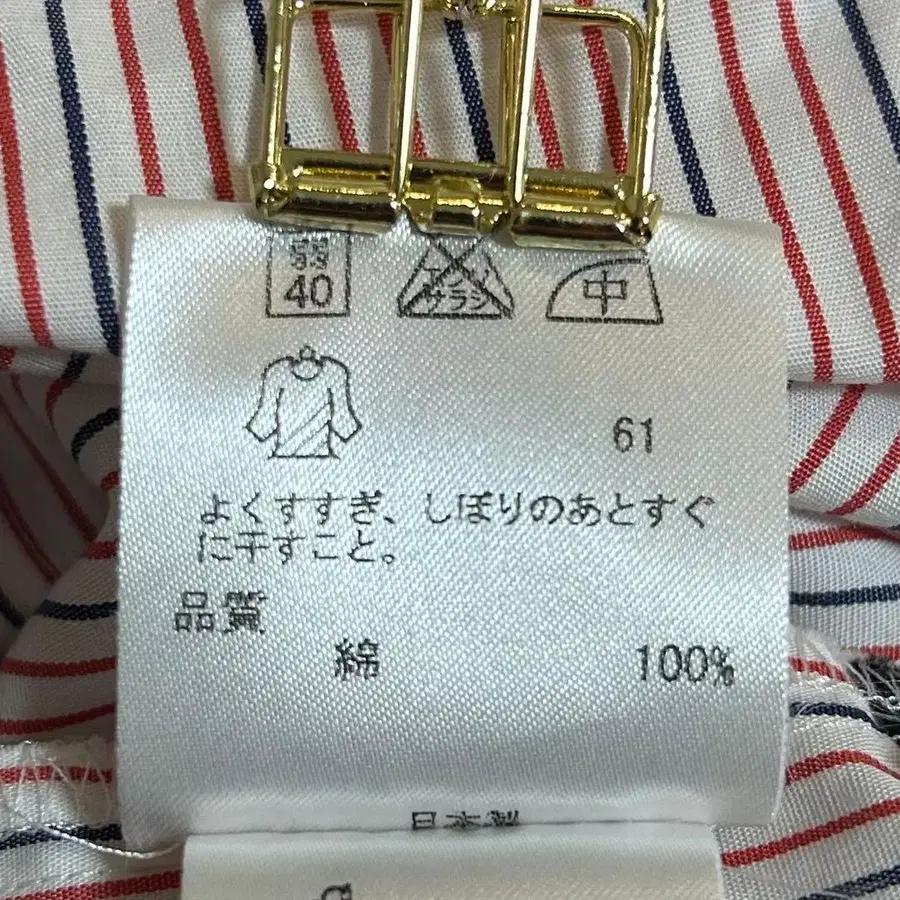 40 エンソサラシ 中
61
よくすすぎ、しぼりのあとすぐ
に干すこと。
品質
綿 100%
日本製